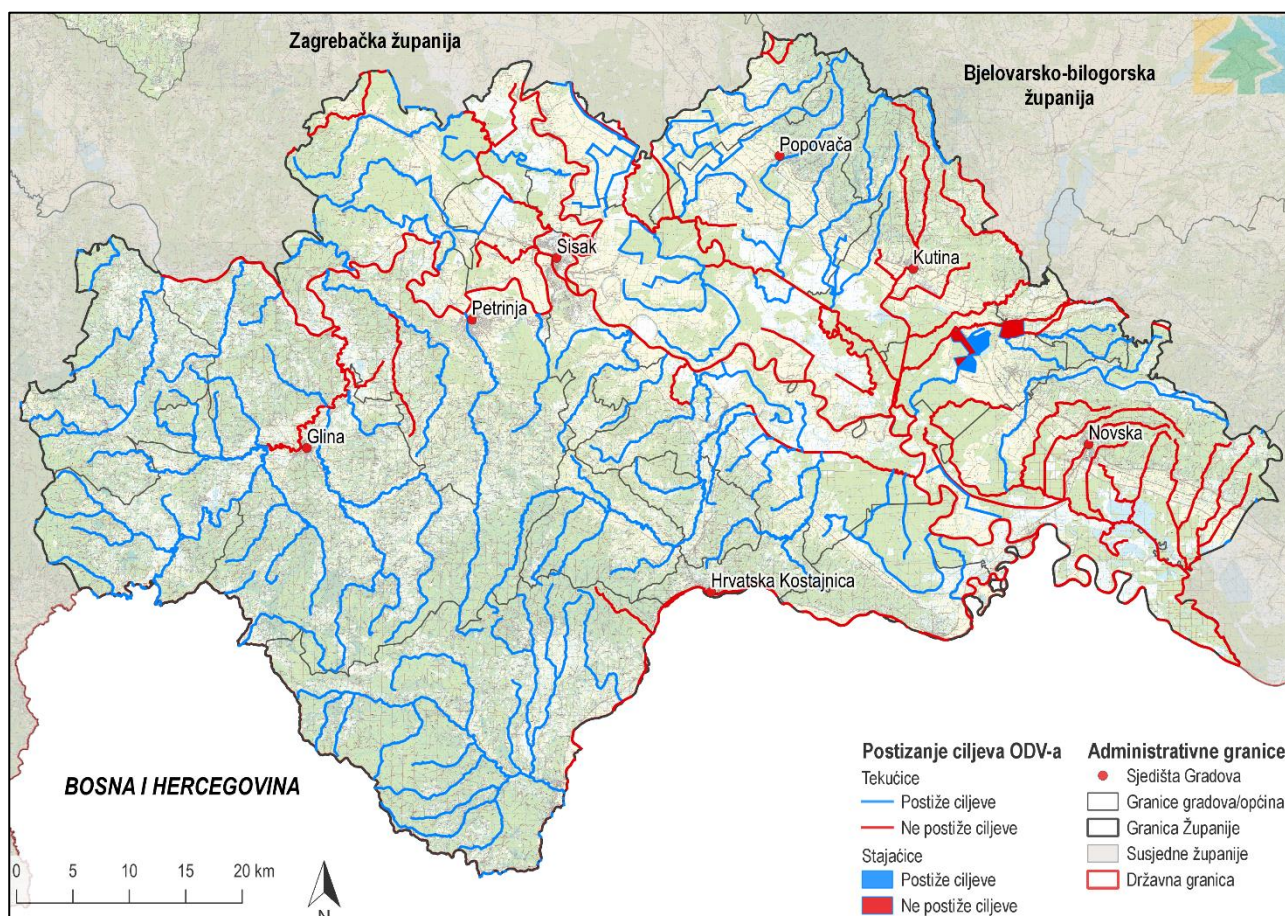 Zagrebačka županija
Bjelovarsko-bilogorska
županija
Popovača
Sisak
Kutina
Petrinja
Glina
Novska
Hrvatska Kostajnica
BOSNA I HERCEGOVINA
0 5 10 15 20 km
N
Postizanje ciljeva ODV-a
Tekućice
Postiže ciljeve
Ne postiže ciljeve
Stajaćice
Postiže ciljeve
Ne postiže ciljeve
Administrativne granice
Sjedišta Gradova
Granice gradova/općina
Granica Županije
Susjedne županije
Državna granica